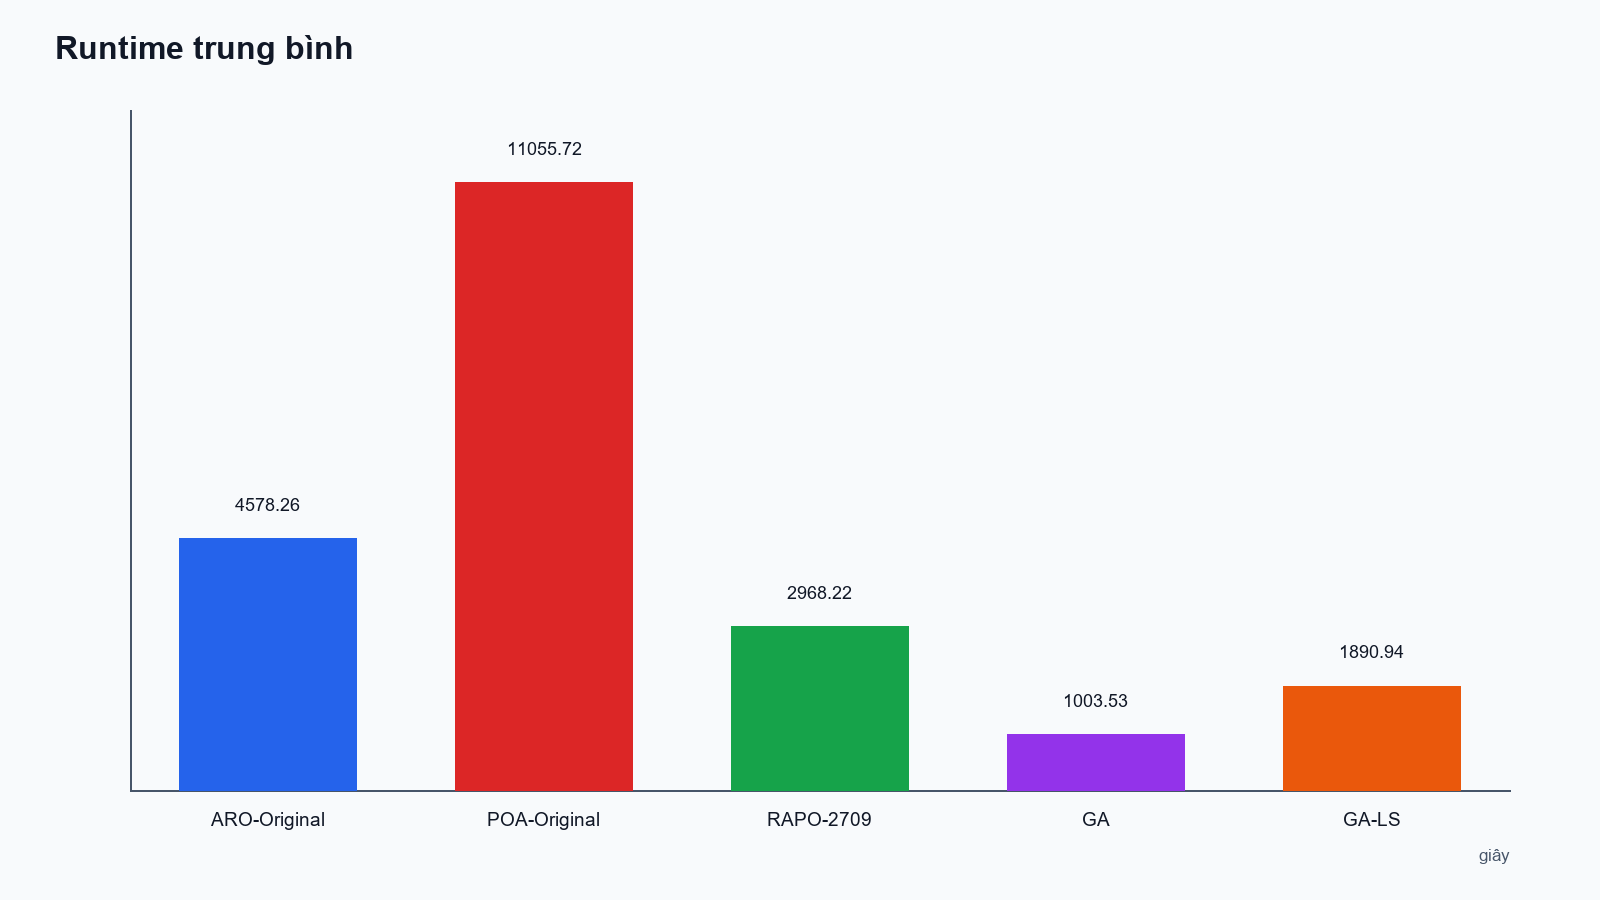 Runtime trung bình
11055.72
4578.26
2968.22
1890.94
1003.53
ARO-Original
POA-Original
RAPO-2709
GA
GA-LS
giây